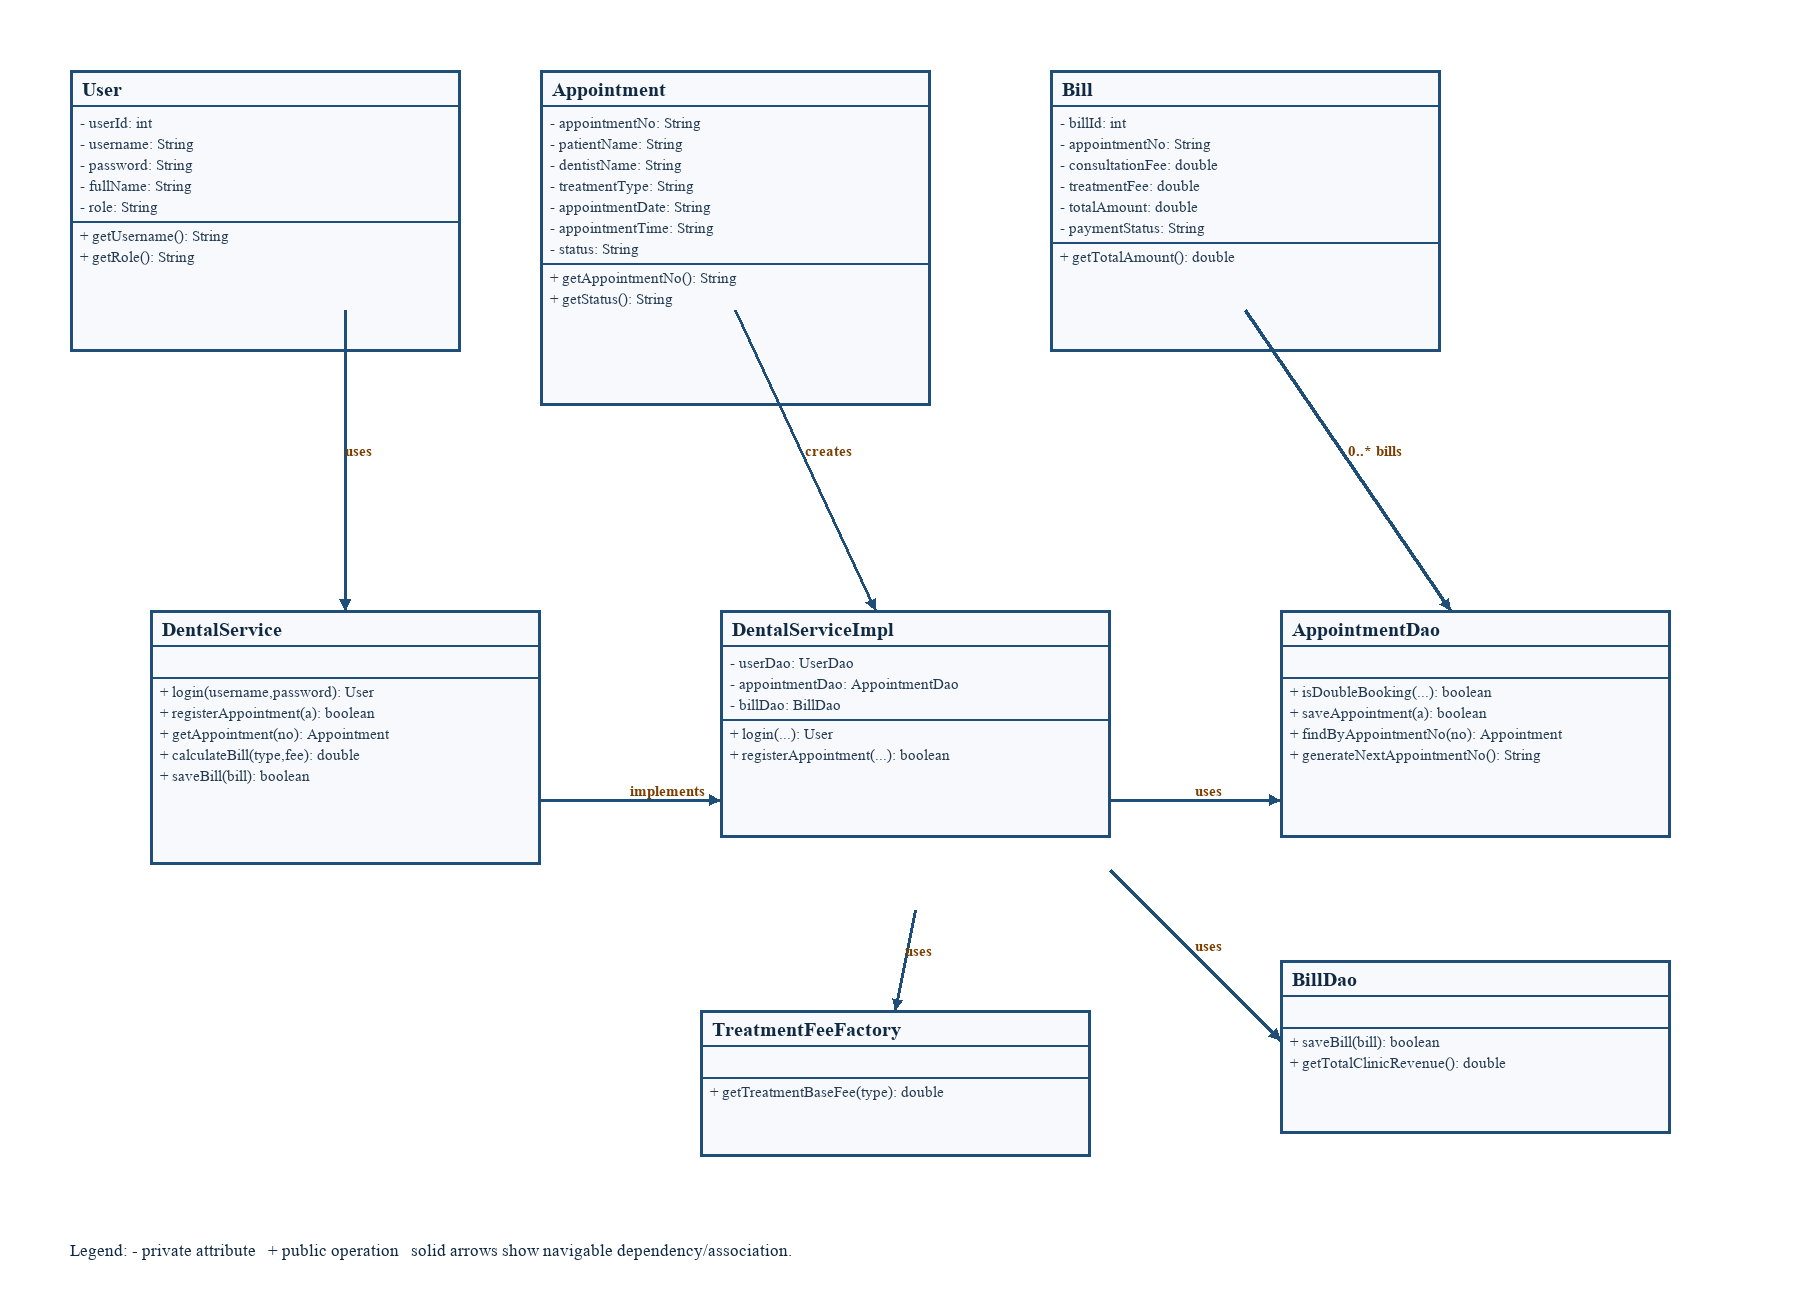 User
- userId: int
- username: String
- password: String
- fullName: String
- role: String
+ getUsername(): String
+ getRole(): String
Appointment
- appointmentNo: String
- patientName: String
- dentistName: String
- treatmentType: String
- appointmentDate: String
- appointmentTime: String
- status: String
+ getAppointmentNo(): String
+ getStatus(): String
Bill
- billId: int
- appointmentNo: String
- consultationFee: double
- treatmentFee: double
- totalAmount: double
- paymentStatus: String
+ getTotalAmount(): double
uses
creates
0..* bills
DentalService
+ login(username,password): User
+ registerAppointment(a): boolean
+ getAppointment(no): Appointment
+ calculateBill(type,fee): double
+ saveBill(bill): boolean
implements
DentalServiceImpl
- userDao: UserDao
- appointmentDao: AppointmentDao
- billDao: BillDao
+ login(...): User
+ registerAppointment(...): boolean
uses
AppointmentDao
+ isDoubleBooking(...): boolean
+ saveAppointment(a): boolean
+ findByAppointmentNo(no): Appointment
+ generateNextAppointmentNo(): String
uses
uses
TreatmentFeeFactory
+ getTreatmentBaseFee(type): double
BillDao
+ saveBill(bill): boolean
+ getTotalClinicRevenue(): double
Legend: - private attribute + public operation solid arrows show navigable dependency/association.